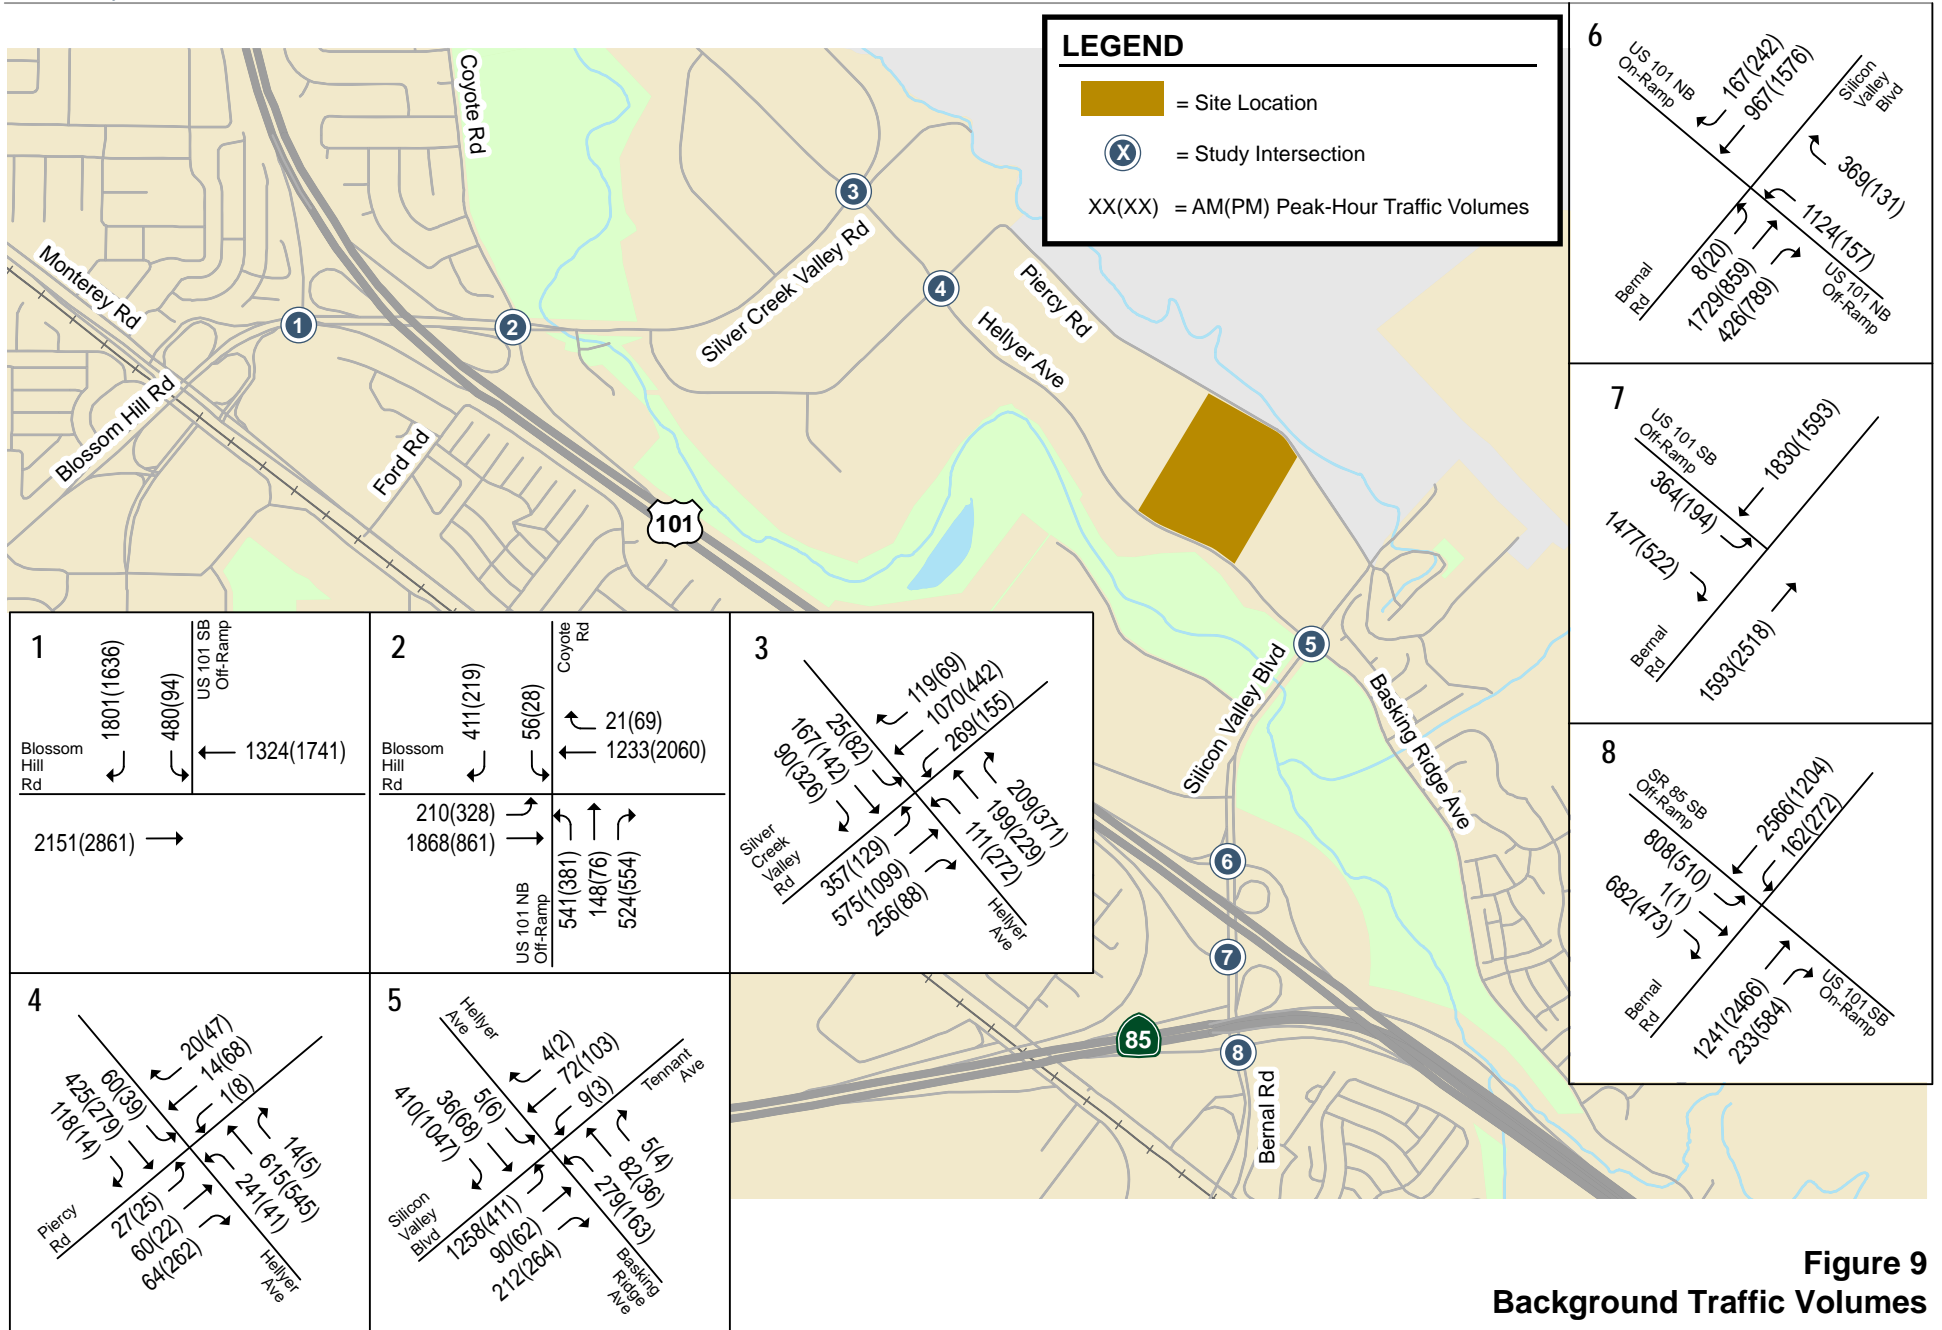 LEGEND
= Site Location
X
= Study Intersection
XX(XX) = AM(PM) Peak-Hour Traffic Volumes
Coyote Rd
Monterey Rd
Blossom Hill Rd
Ford Rd
Silver Creek Valley Rd
Piercy Rd
Hellyer Ave
Silicon Valley Blvd
Basking Ridge Ave
Bernal Rd
101
85
1
2
3
4
5
6
7
8
1
1801(1636)
480(94)
US 101 SB
Off-Ramp
Blossom
Hill
Rd
1324(1741)
2151(2861)
2
411(219)
56(28)
Coyote
Rd
21(69)
1233(2060)
Blossom
Hill
Rd
210(328)
1868(861)
US 101 NB
Off-Ramp
541(381)
148(76)
524(554)
3
119(69)
1070(442)
269(155)
25(82)
167(142)
90(326)
209(371)
199(229)
111(272)
Silver
Creek
Valley
Rd
357(129)
575(1099)
256(88)
Hellyer
Ave
4
20(47)
14(68)
1(8)
60(39)
425(279)
118(14)
14(5)
615(545)
241(41)
Piercy
Rd
27(25)
60(22)
64(262)
Hellyer
Ave
5
Hellyer
Ave
4(2)
72(103)
9(3)
Tennant
Ave
5(6)
36(68)
410(1047)
5(4)
82(36)
279(163)
Silicon
Valley
Blvd
1258(411)
90(62)
212(264)
Basking
Ridge
Ave
6
US 101 NB
On-Ramp
167(242)
967(1576)
Silicon
Valley
Blvd
369(131)
1124(157)
Bernal
Rd
8(20)
1729(859)
426(789)
US 101 NB
Off-Ramp
7
US 101 SB
Off-Ramp
1830(1593)
364(194)
1477(522)
Bernal
Rd
1593(2518)
8
SR 85 SB
Off-Ramp
2566(1204)
162(272)
808(510)
1(1)
682(473)
Bernal
Rd
1241(2466)
233(584)
US 101 SB
On-Ramp
Figure 9
Background Traffic Volumes